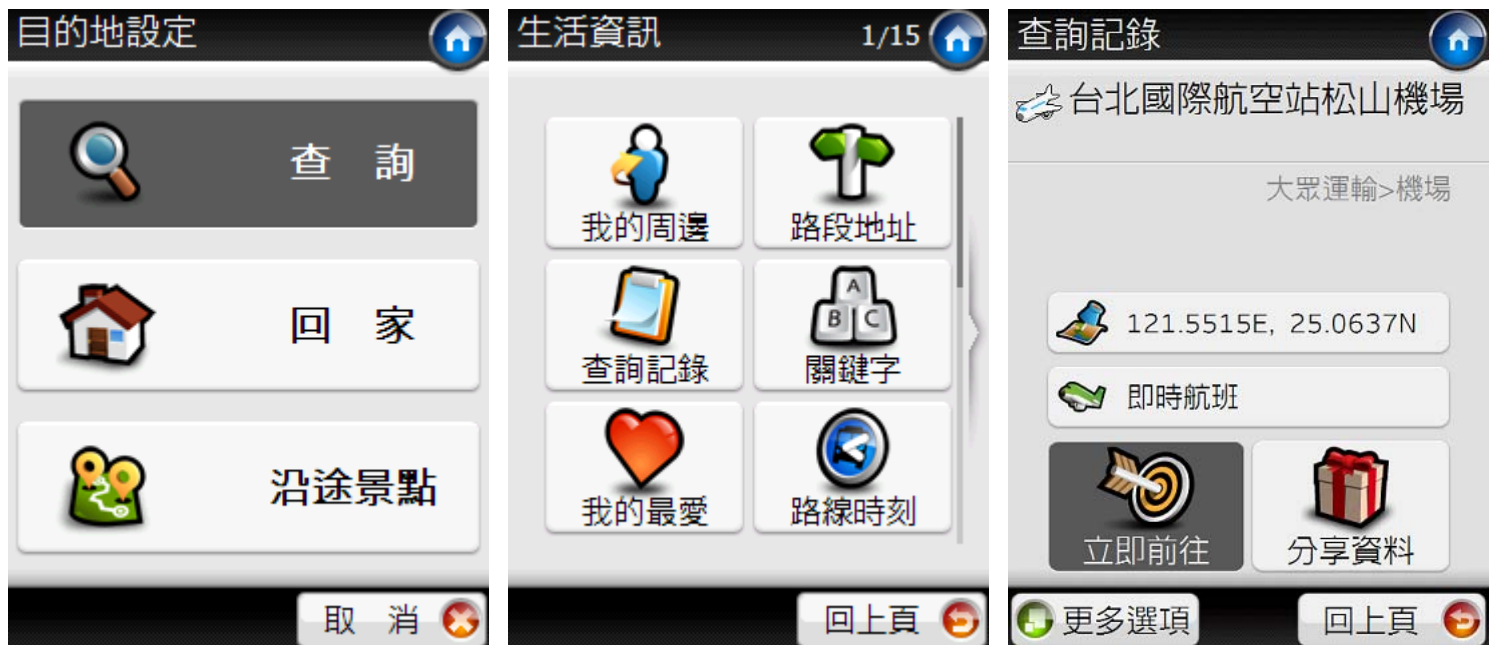 目的地設定
查 詢
回 家
沿途景點
取 消
生活資訊 1/15
我的周邊 路段地址
查詢記錄 關鍵字
A
B C
我的最愛 路線時刻
回上頁
查詢記錄
台北國際航空站松山機場
大眾運輸>機場
121.5515E, 25.0637N
即時航班
立即前往 分享資料
更多選項 回上頁